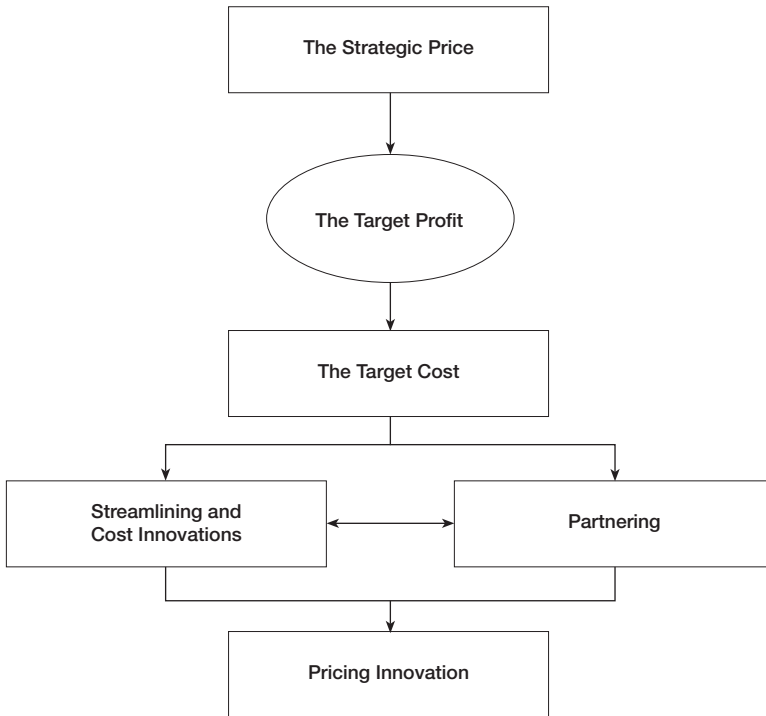 The Strategic Price
The Target Profit
The Target Cost
Streamlining and
Cost Innovations
Partnering
Pricing Innovation